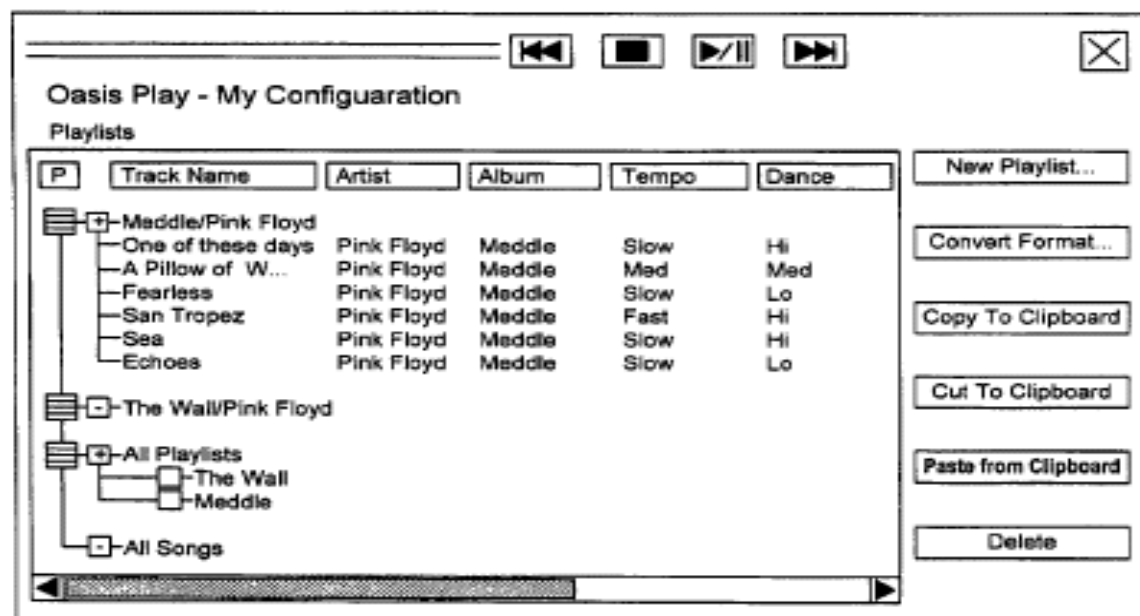 Oasis Play - My Configuaration
Playlists
P Track Name Artist Album Tempo Dance
Meddle/Pink Floyd
One of these days Pink Floyd Meddle Slow Hi
A Pillow of W... Pink Floyd Meddle Med Med
Fearless Pink Floyd Meddle Slow Lo
San Tropez Pink Floyd Meddle Fast Hi
Sea Pink Floyd Meddle Slow Hi
Echoes Pink Floyd Meddle Slow Lo
The Wall/Pink Floyd
All Playlists
The Wall
Meddle
All Songs
New Playlist...
Convert Format...
Copy To Clipboard
Cut To Clipboard
Paste from Clipboard
Delete